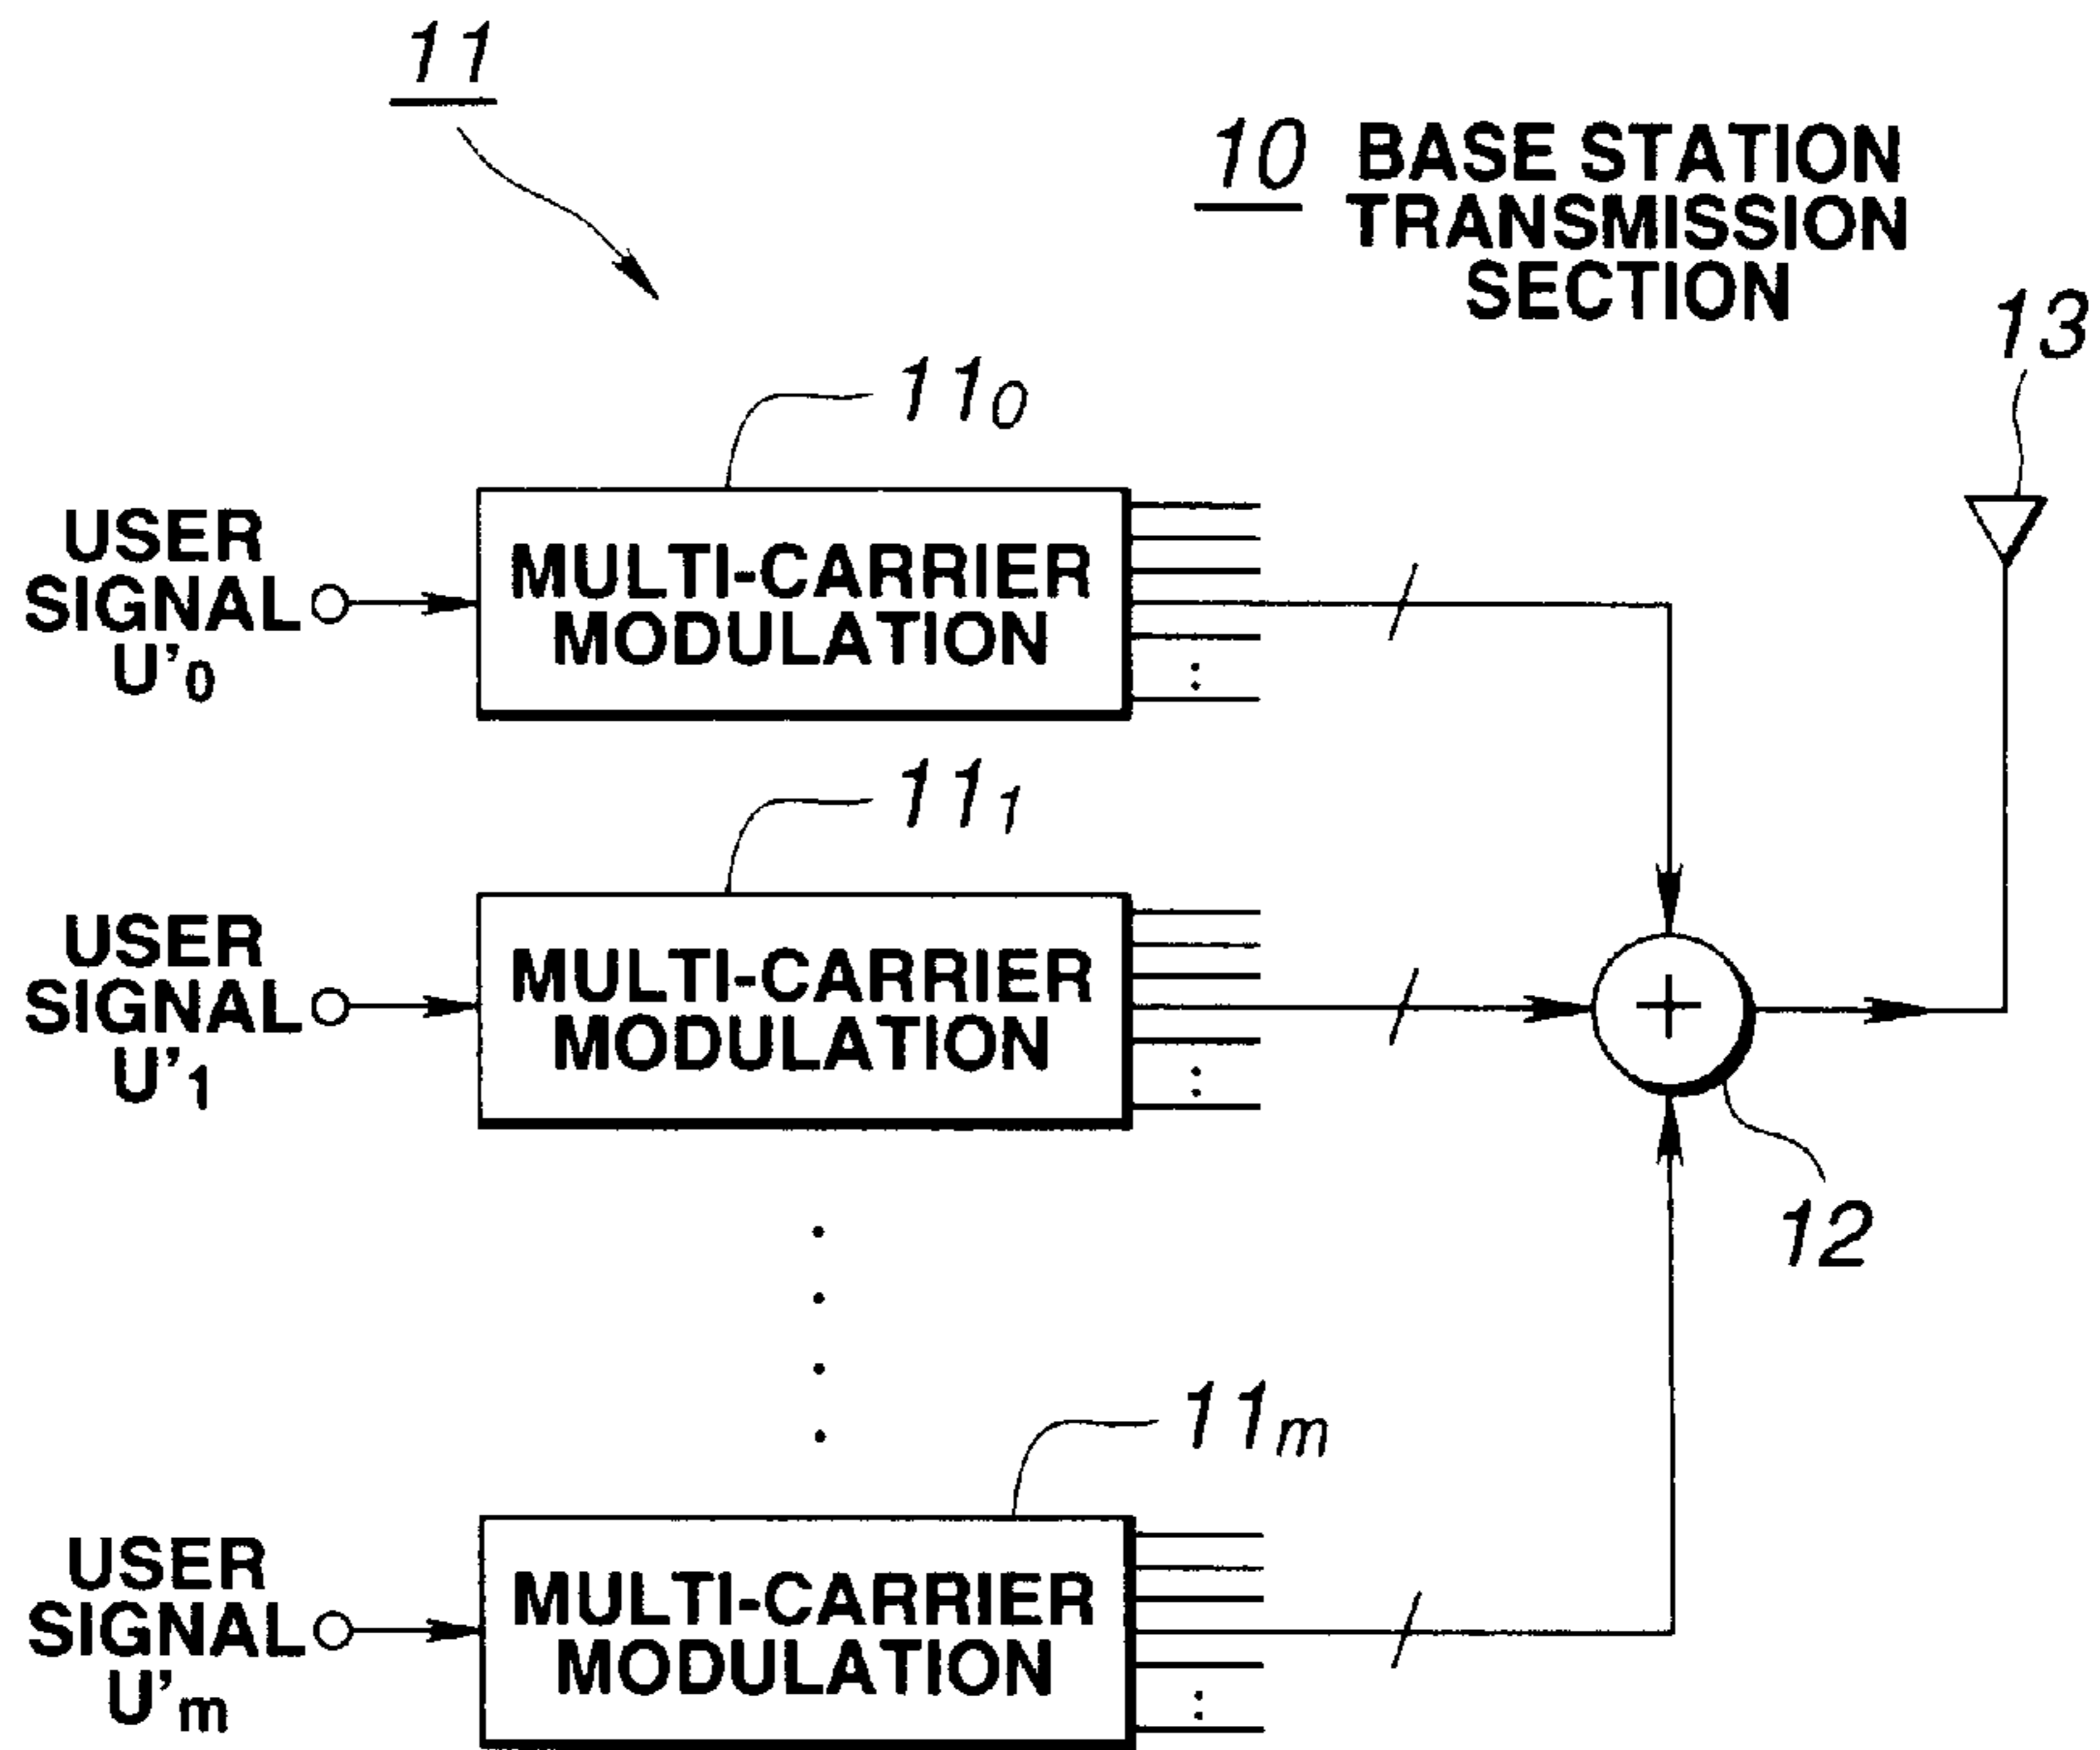 11
10 BASE STATION
TRANSMISSION
SECTION
13
11₀
USER
SIGNAL
U'₀
MULTI-CARRIER
MODULATION
11₁
USER
SIGNAL
U'₁
MULTI-CARRIER
MODULATION
+
12
11ₘ
USER
SIGNAL
U'ₘ
MULTI-CARRIER
MODULATION